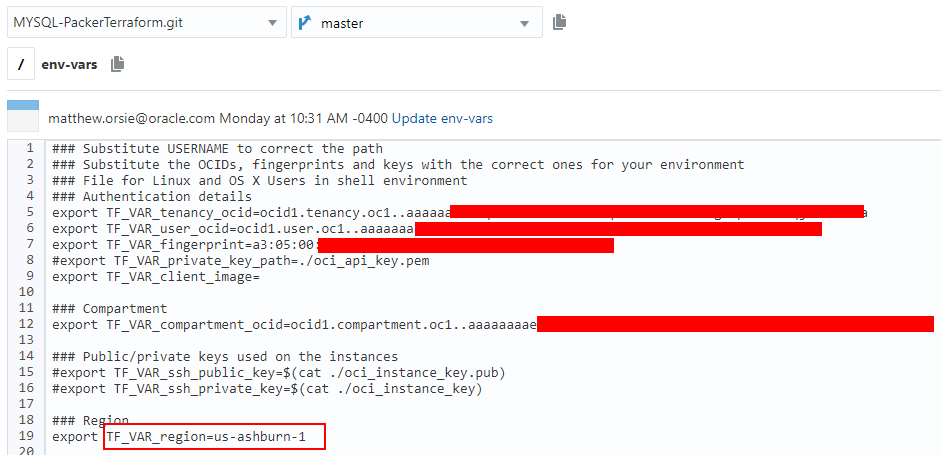 MYSQL-PackerTerraform.git master
/ env-vars
matthew.orsie@oracle.com Monday at 10:31 AM -0400 Update env-vars
1 ### Substitute USERNAME to correct the path
2 ### Substitute the OCIDs, fingerprints and keys with the correct ones for your environment
3 ### File for Linux and OS X Users in shell environment
4 ### Authentication details
5 export TF_VAR_tenancy_ocid=ocid1.tenancy.oc1..aaaaaa
6 export TF_VAR_user_ocid=ocid1.user.oc1..aaaaaaa
7 export TF_VAR_fingerprint=a3:05:00:
8 #export TF_VAR_private_key_path=./oci_api_key.pem
9 export TF_VAR_client_image=
10
11 ### Compartment
12 export TF_VAR_compartment_ocid=ocid1.compartment.oc1..aaaaaaaaae
13
14 ### Public/private keys used on the instances
15 #export TF_VAR_ssh_public_key=$(cat ./oci_instance_key.pub)
16 #export TF_VAR_ssh_private_key=$(cat ./oci_instance_key)
17
18 ### Region
19 export TF_VAR_region=us-ashburn-1
20